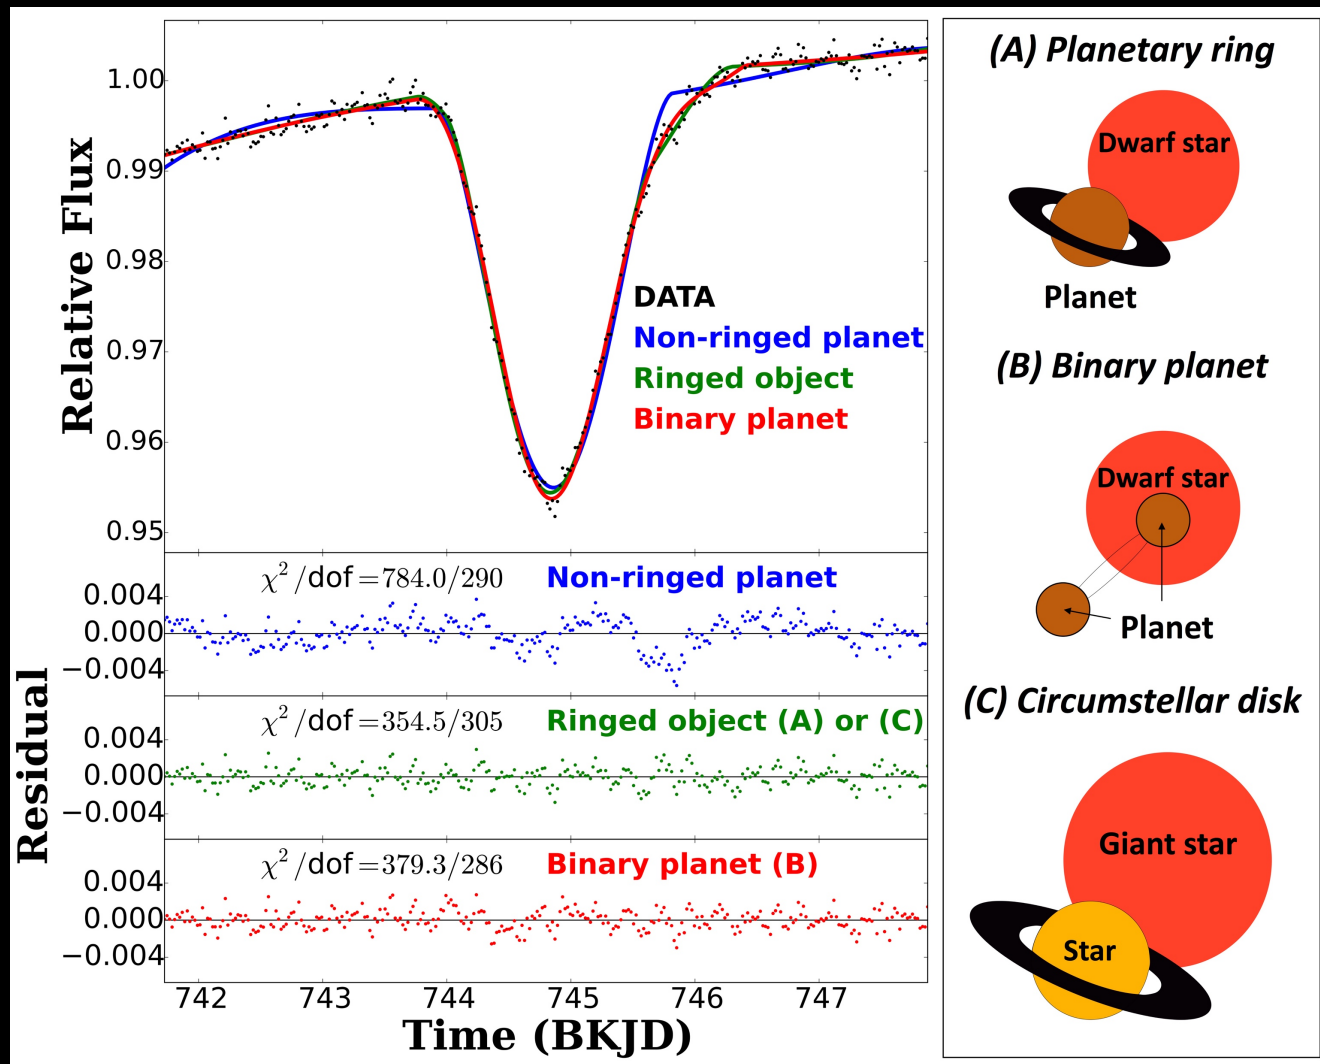 Relative Flux
1.00
0.99
0.98
0.97
0.96
0.95
DATA
Non-ringed planet
Ringed object
Binary planet
Residual
χ²/dof=784.0/290 Non-ringed planet
0.004
0.000
−0.004
χ²/dof=354.5/305 Ringed object (A) or (C)
0.004
0.000
−0.004
χ²/dof=379.3/286 Binary planet (B)
0.004
0.000
−0.004
742 743 744 745 746 747
Time (BKJD)
(A) Planetary ring
Dwarf star
Planet
(B) Binary planet
Dwarf star
Planet
(C) Circumstellar disk
Giant star
Star